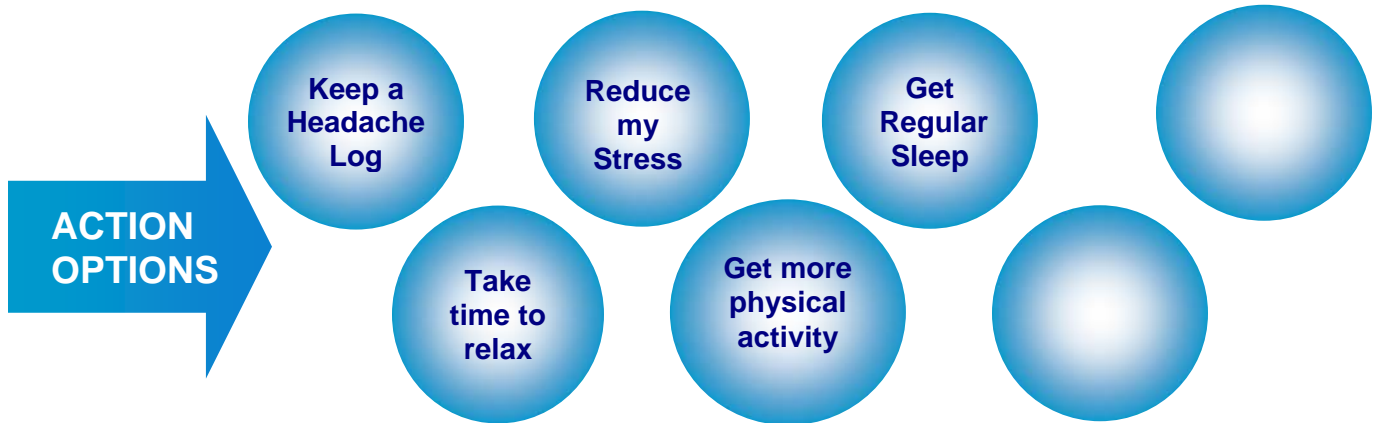 ACTION
OPTIONS
Keep a
Headache
Log
Reduce
my
Stress
Get
Regular
Sleep
Take
time to
relax
Get more
physical
activity